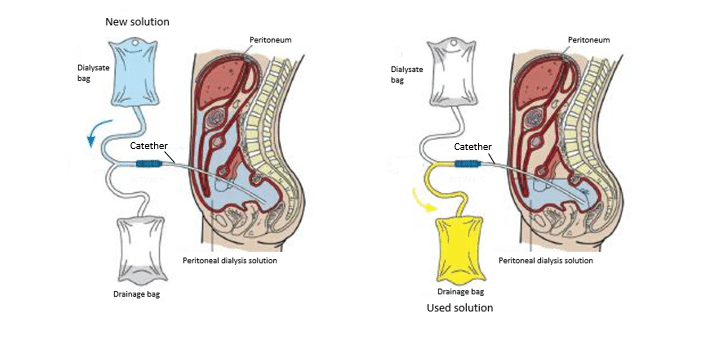 New solution
Peritoneum
Dialysate
bag
Catether
Peritoneal dialysis solution
Drainage bag
Peritoneum
Dialysate
bag
Catether
Peritoneal dialysis solution
Drainage bag
Used solution